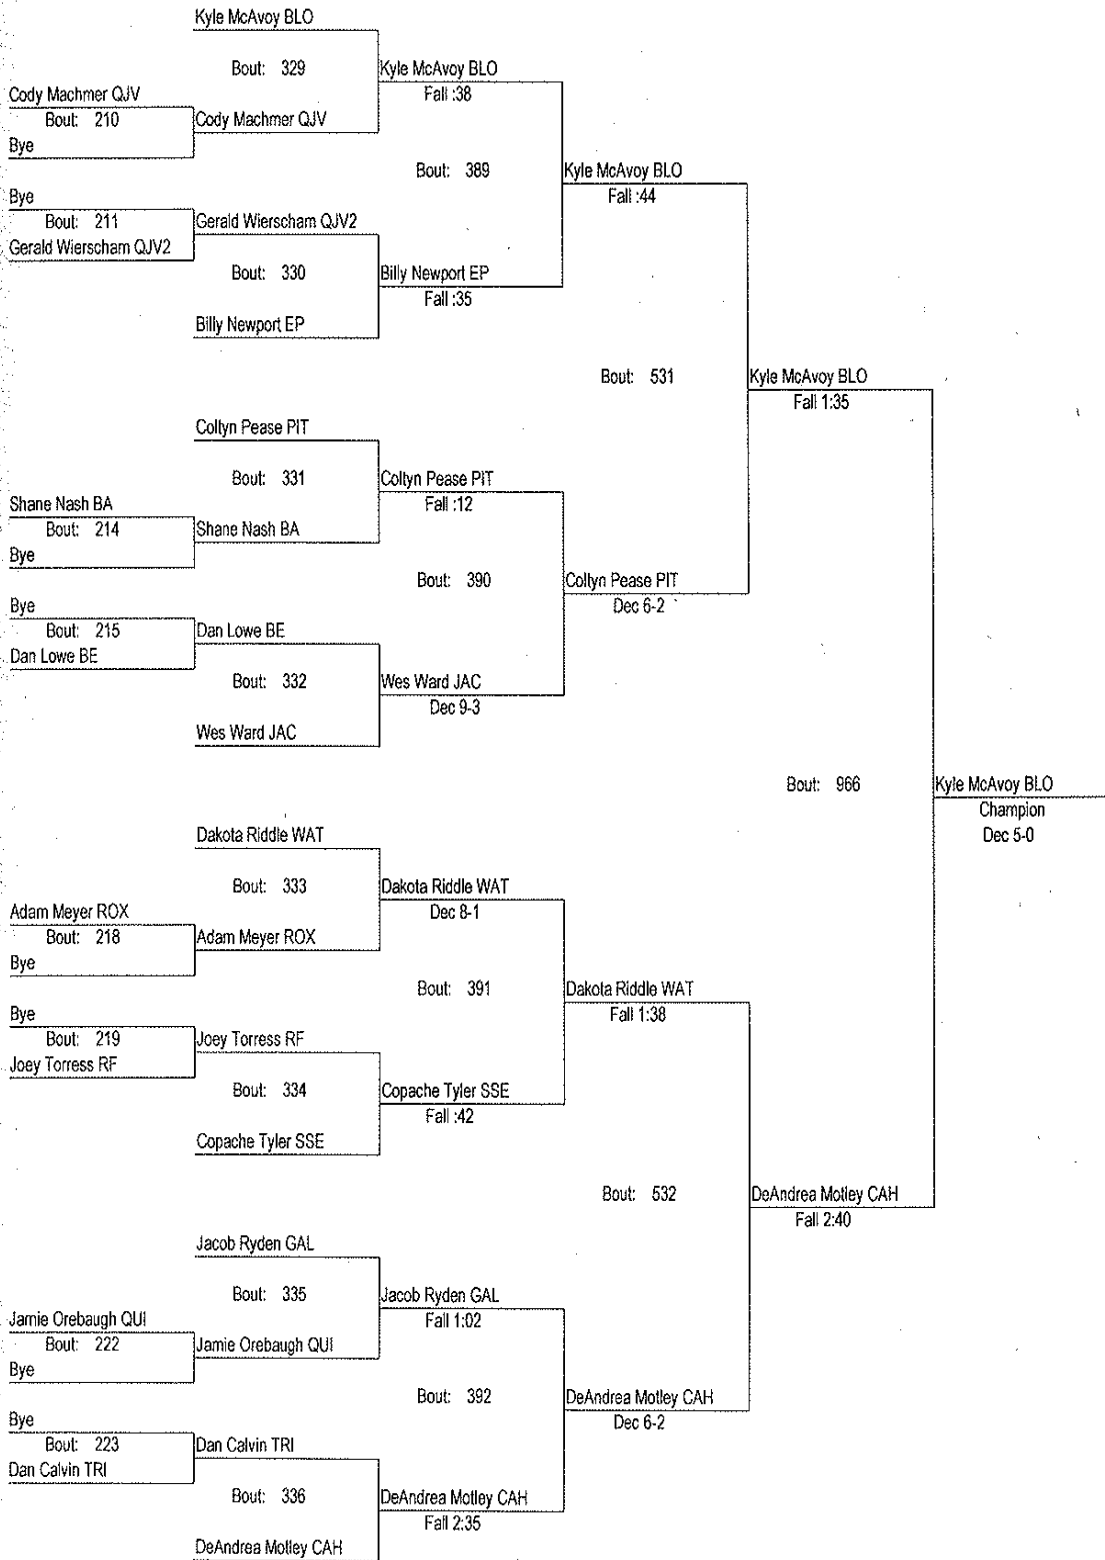 Kyle McAvoy BLO
Bout: 329
Kyle McAvoy BLO
Fall :38
Cody Machmer QJV
Bout: 210
Cody Machmer QJV
Bye
Bout: 389
Kyle McAvoy BLO
Fall :44
Bye
Bout: 211
Gerald Wierscham QJV2
Gerald Wierscham QJV2
Bout: 330
Billy Newport EP
Fall :35
Billy Newport EP
Bout: 531
Kyle McAvoy BLO
Fall 1:35
Coltyn Pease PIT
Bout: 331
Coltyn Pease PIT
Fall :12
Shane Nash BA
Bout: 214
Shane Nash BA
Bye
Bout: 390
Coltyn Pease PIT
Dec 6-2
Bye
Bout: 215
Dan Lowe BE
Dan Lowe BE
Bout: 332
Wes Ward JAC
Dec 9-3
Wes Ward JAC
Bout: 966
Kyle McAvoy BLO
Champion
Dec 5-0
Dakota Riddle WAT
Bout: 333
Dakota Riddle WAT
Dec 8-1
Adam Meyer ROX
Bout: 218
Adam Meyer ROX
Bye
Bout: 391
Dakota Riddle WAT
Fall 1:38
Bye
Bout: 219
Joey Torress RF
Joey Torress RF
Bout: 334
Copache Tyler SSE
Fall :42
Copache Tyler SSE
Bout: 532
DeAndrea Motley CAH
Fall 2:40
Jacob Ryden GAL
Bout: 335
Jacob Ryden GAL
Fall 1:02
Jamie Orebaugh QUI
Bout: 222
Jamie Orebaugh QUI
Bye
Bout: 392
DeAndrea Motley CAH
Dec 6-2
Bye
Bout: 223
Dan Calvin TRI
Dan Calvin TRI
Bout: 336
DeAndrea Motley CAH
Fall 2:35
DeAndrea Motley CAH